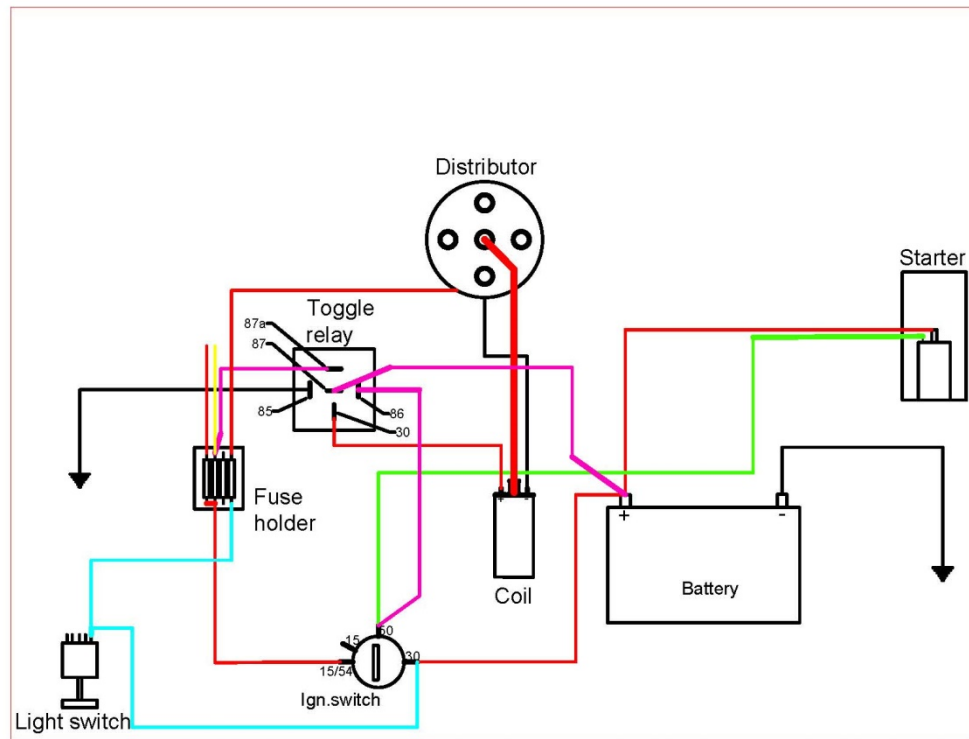 Distributor
Starter
Toggle
relay
87a
87
85
86
30
+
-
Fuse
holder
+
-
Battery
Coil
50
15
30
15/54
Ign.switch
Light switch